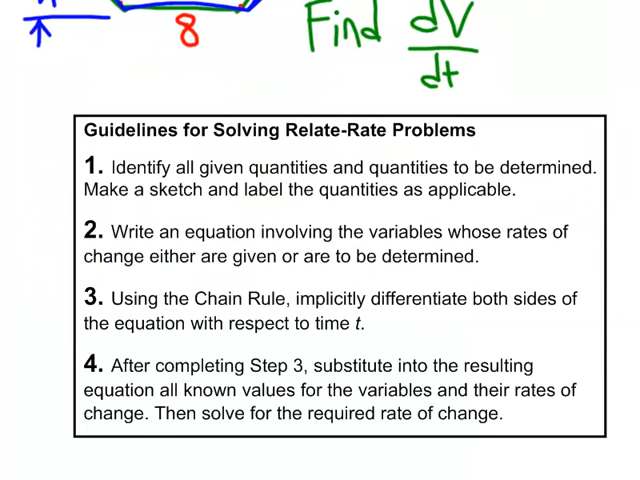 8
Find dV
dt
Guidelines for Solving Relate-Rate Problems
1. Identify all given quantities and quantities to be determined.
Make a sketch and label the quantities as applicable.
2. Write an equation involving the variables whose rates of
change either are given or are to be determined.
3. Using the Chain Rule, implicitly differentiate both sides of
the equation with respect to time t.
4. After completing Step 3, substitute into the resulting
equation all known values for the variables and their rates of
change. Then solve for the required rate of change.